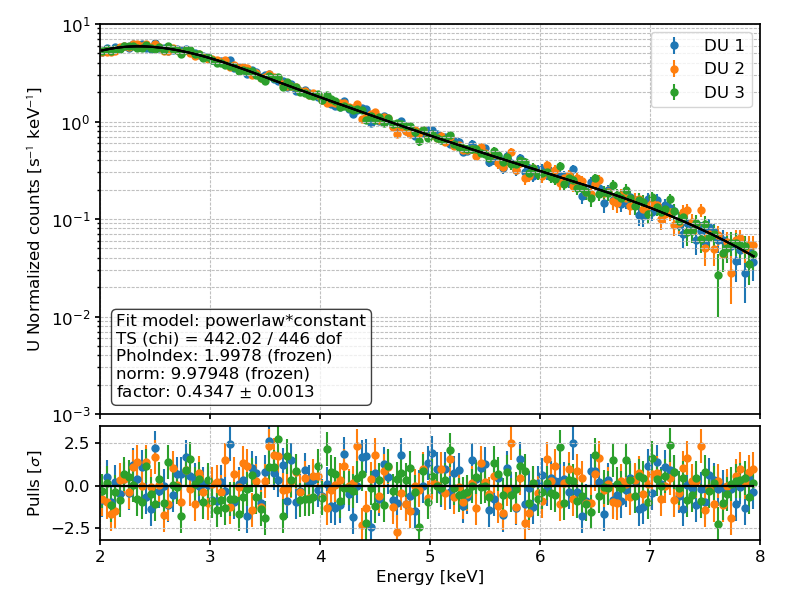 10¹
10⁰
10⁻¹
10⁻²
10⁻³
U Normalized counts [s⁻¹ keV⁻¹]
DU 1
DU 2
DU 3
Fit model: powerlaw*constant
TS (chi) = 442.02 / 446 dof
PhoIndex: 1.9978 (frozen)
norm: 9.97948 (frozen)
factor: 0.4347 ± 0.0013
2.5
0.0
−2.5
Pulls [σ]
2 3 4 5 6 7 8
Energy [keV]